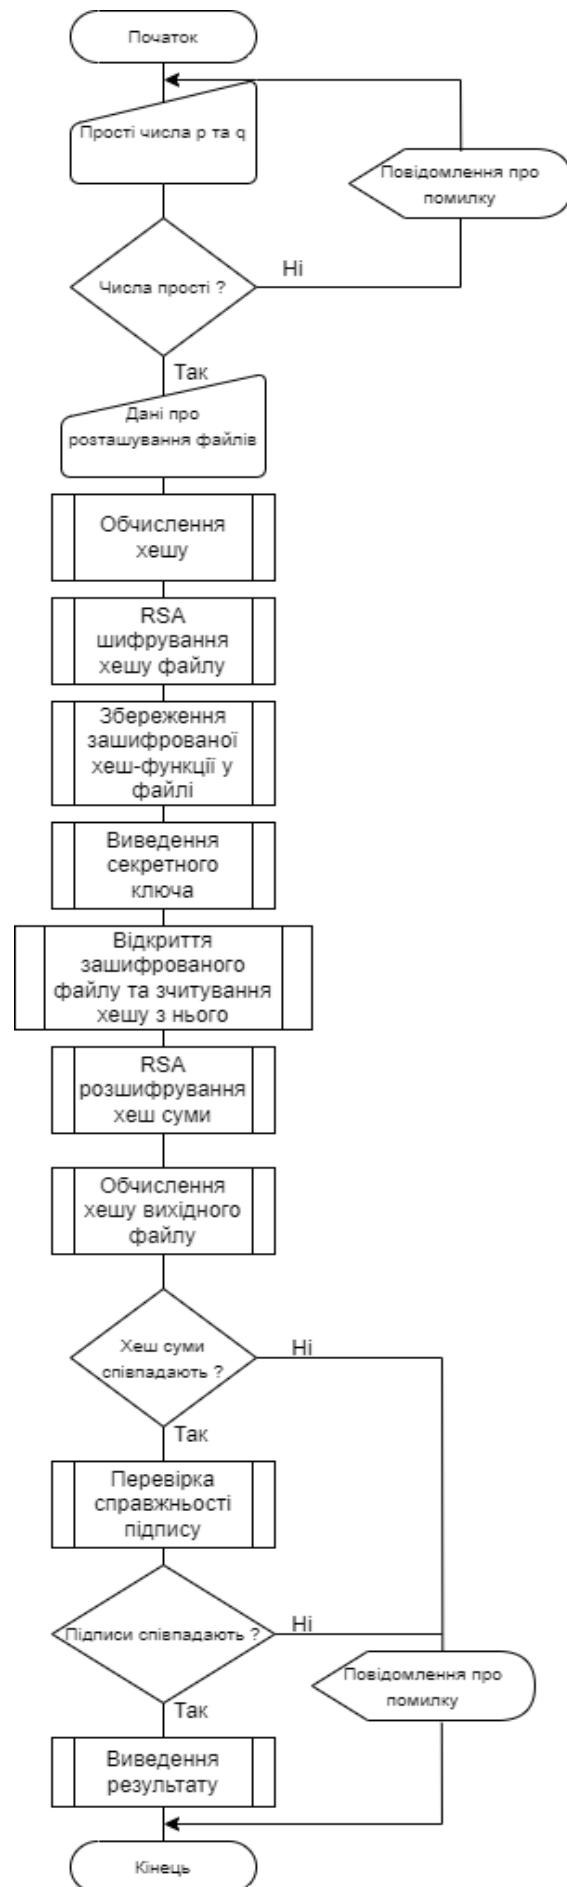 Початок
Прості числа p та q
Повідомлення про
помилку
Числа прості ?
Ні
Так
Дані про
розташування файлів
Обчислення
хешу
RSA
шифрування
хешу файлу
Збереження
зашифрованої
хеш-функції у
файлі
Виведення
секретного
ключа
Відкриття
зашифрованого
файлу та зчитування
хешу з нього
RSA
розшифрування
хеш суми
Обчислення
хешу вихідного
файлу
Хеш суми
співпадають ?
Ні
Так
Перевірка
справжньості
підпису
Підписи співпадають ?
Ні
Повідомлення про
помилку
Так
Виведення
результату
Кінець